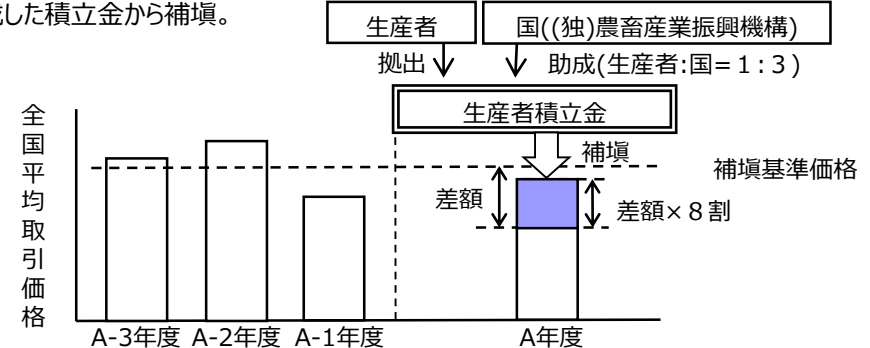 成した積立金から補塡。
生産者
国((独)農畜産業振興機構)
拠出
助成(生産者:国=1:3)
生産者積立金
補塡
全国平均取引価格
補塡基準価格
差額
差額×8割
A-3年度 A-2年度 A-1年度 A年度